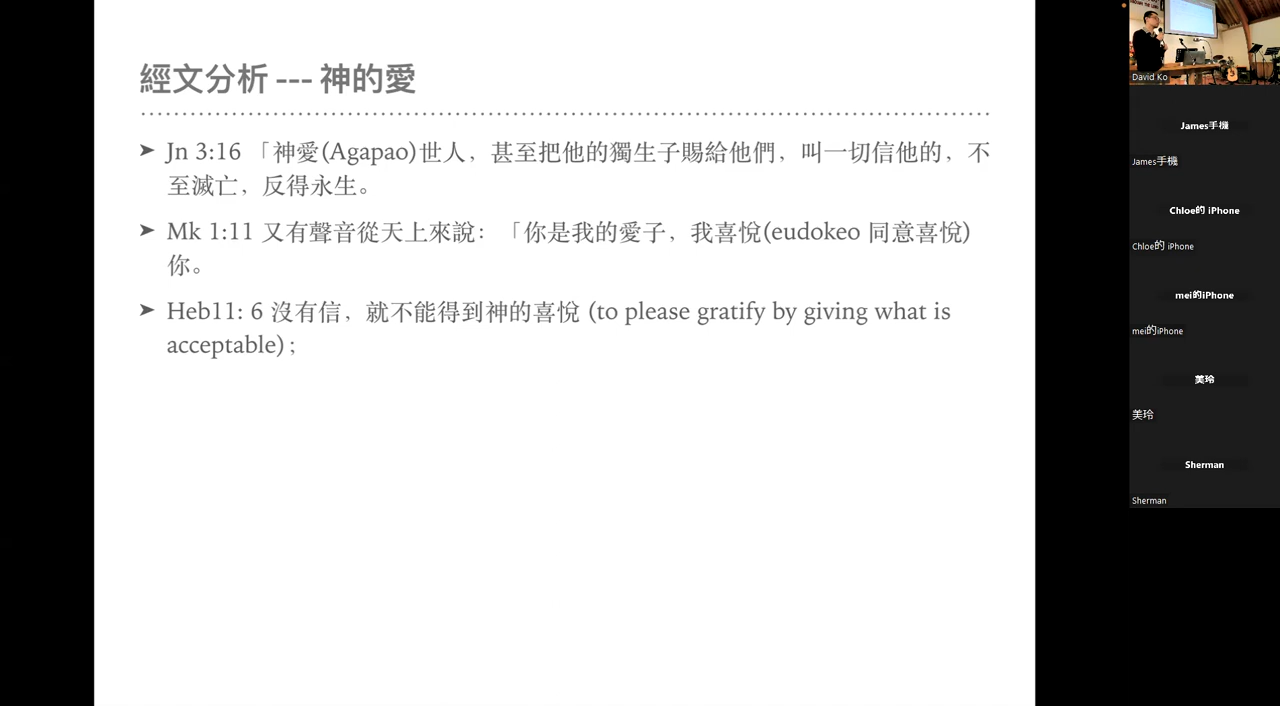 經文分析 --- 神的愛
➤ Jn 3:16 「神愛(Agapao)世人，甚至把他的獨生子賜給他們，叫一切信他的，不
至滅亡，反得永生。
➤ Mk 1:11 又有聲音從天上來說：「你是我的愛子，我喜悅(eudokeo 同意喜悅)
你。
➤ Heb11: 6 沒有信，就不能得到神的喜悅 (to please gratify by giving what is
acceptable) ;
David Ko
James手機
James手機
Chloe的 iPhone
Chloe的 iPhone
mei的iPhone
mei的iPhone
美玲
美玲
Sherman
Sherman